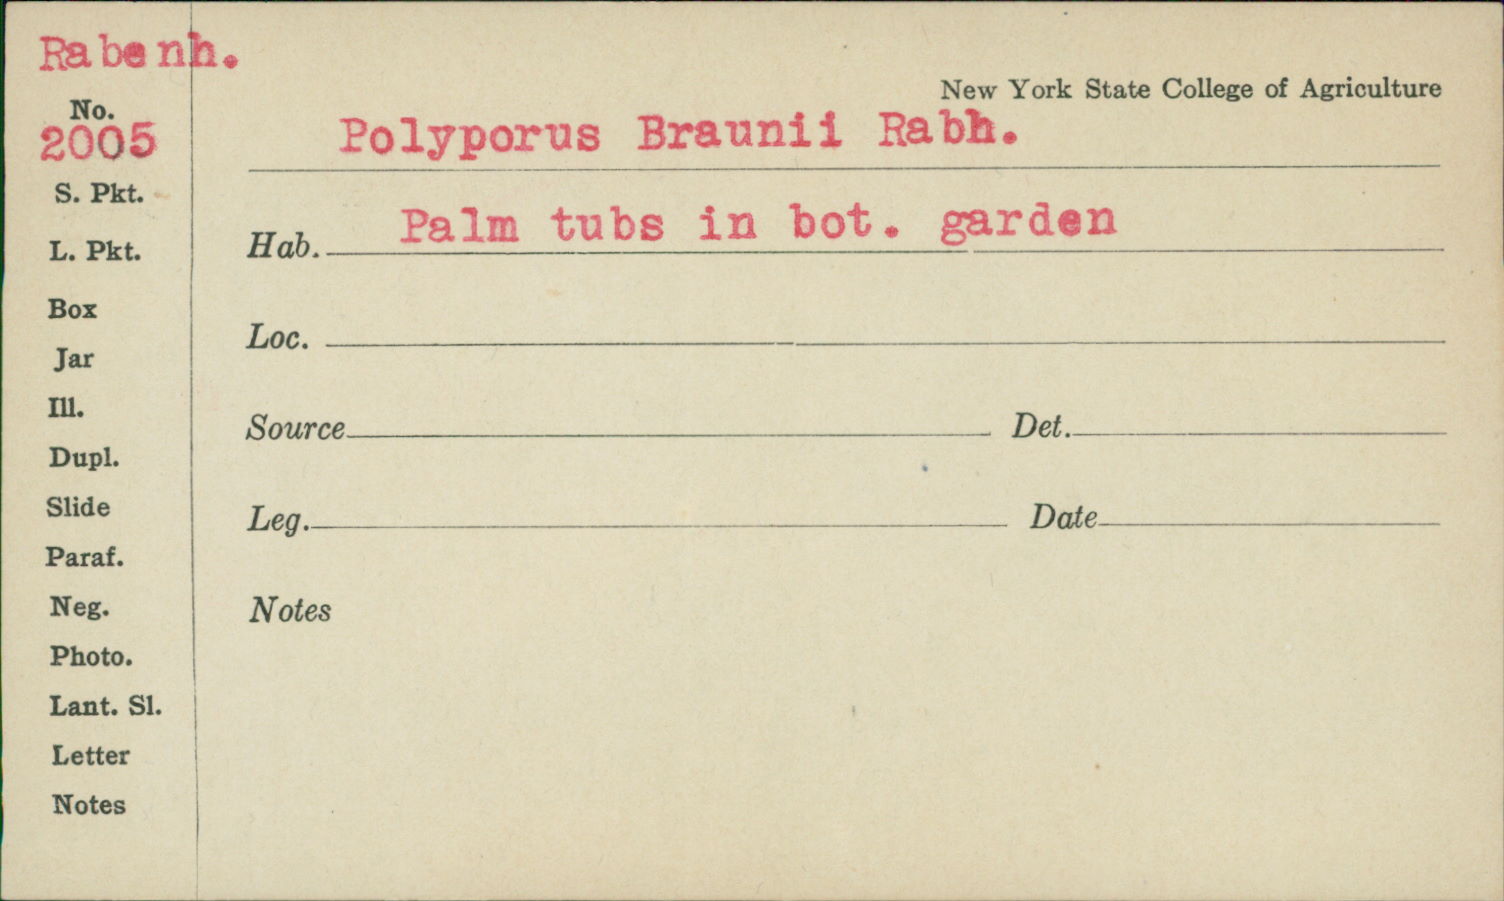 Rabenh.
New York State College of Agriculture
No.
2005
Polyporus Braunii Rabh.
S. Pkt.
Hab. Palm tubs in bot. garden
L. Pkt.
Box
Loc.
Jar
Ill.
Source Det.
Dupl.
Slide
Leg. Date
Paraf.
Neg.
Notes
Photo.
Lant. Sl.
Letter
Notes